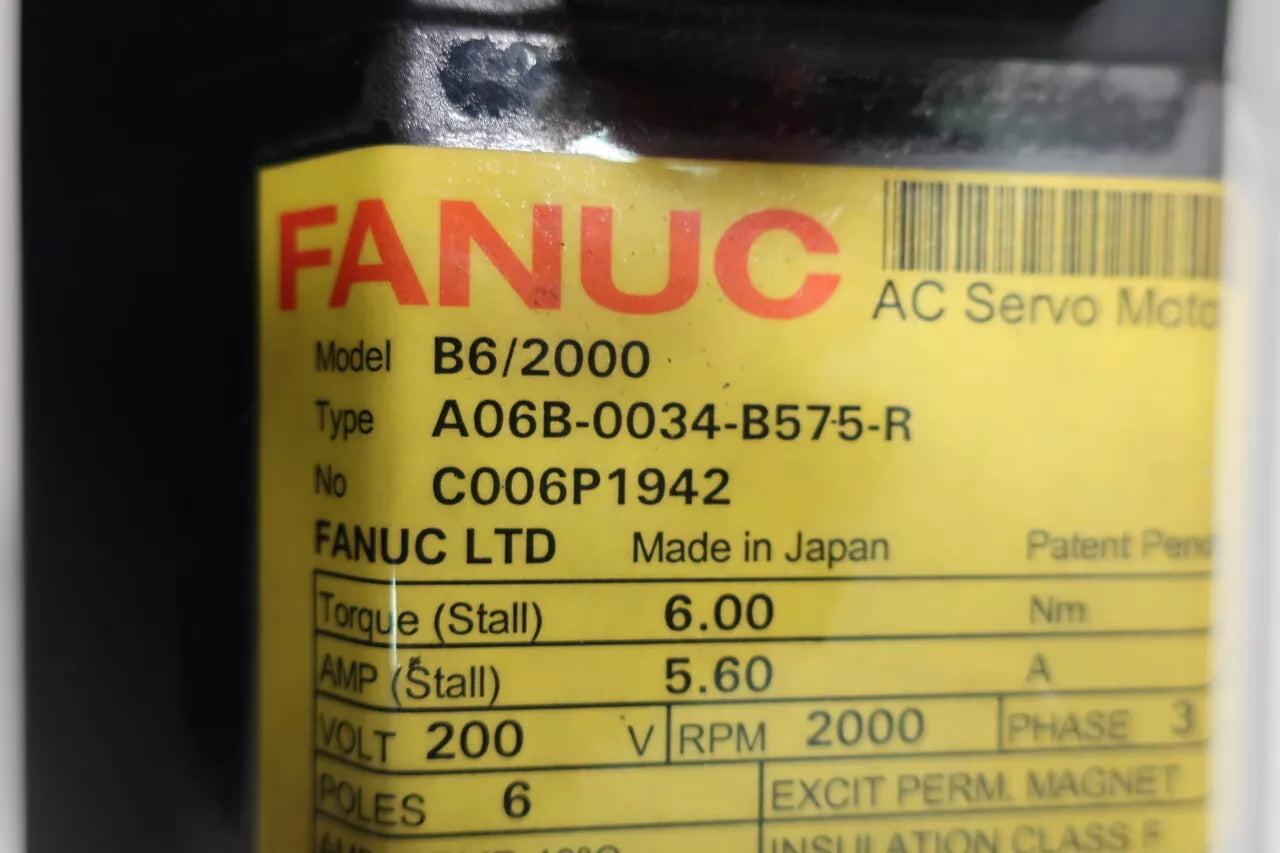 FANUC
AC Servo Moto
Model B6/2000
Type A06B-0034-B575-R
No C006P1942
FANUC LTD Made in Japan Patent Pend
Torque (Stall) 6.00 Nm
AMP (Stall) 5.60 A
VOLT 200 V RPM 2000 PHASE 3
POLES 6 EXCIT PERM. MAGNET
INSULATION CLASS F